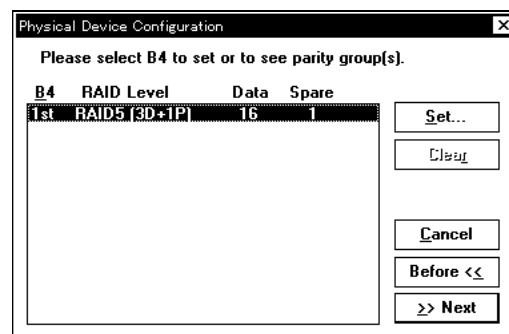 Physical Device Configuration
Please select B4 to set or to see parity group(s).
B4 RAID Level Data Spare
1st RAID5 [3D+1P] 16 1
Set...
Clear
Cancel
Before <<
>> Next